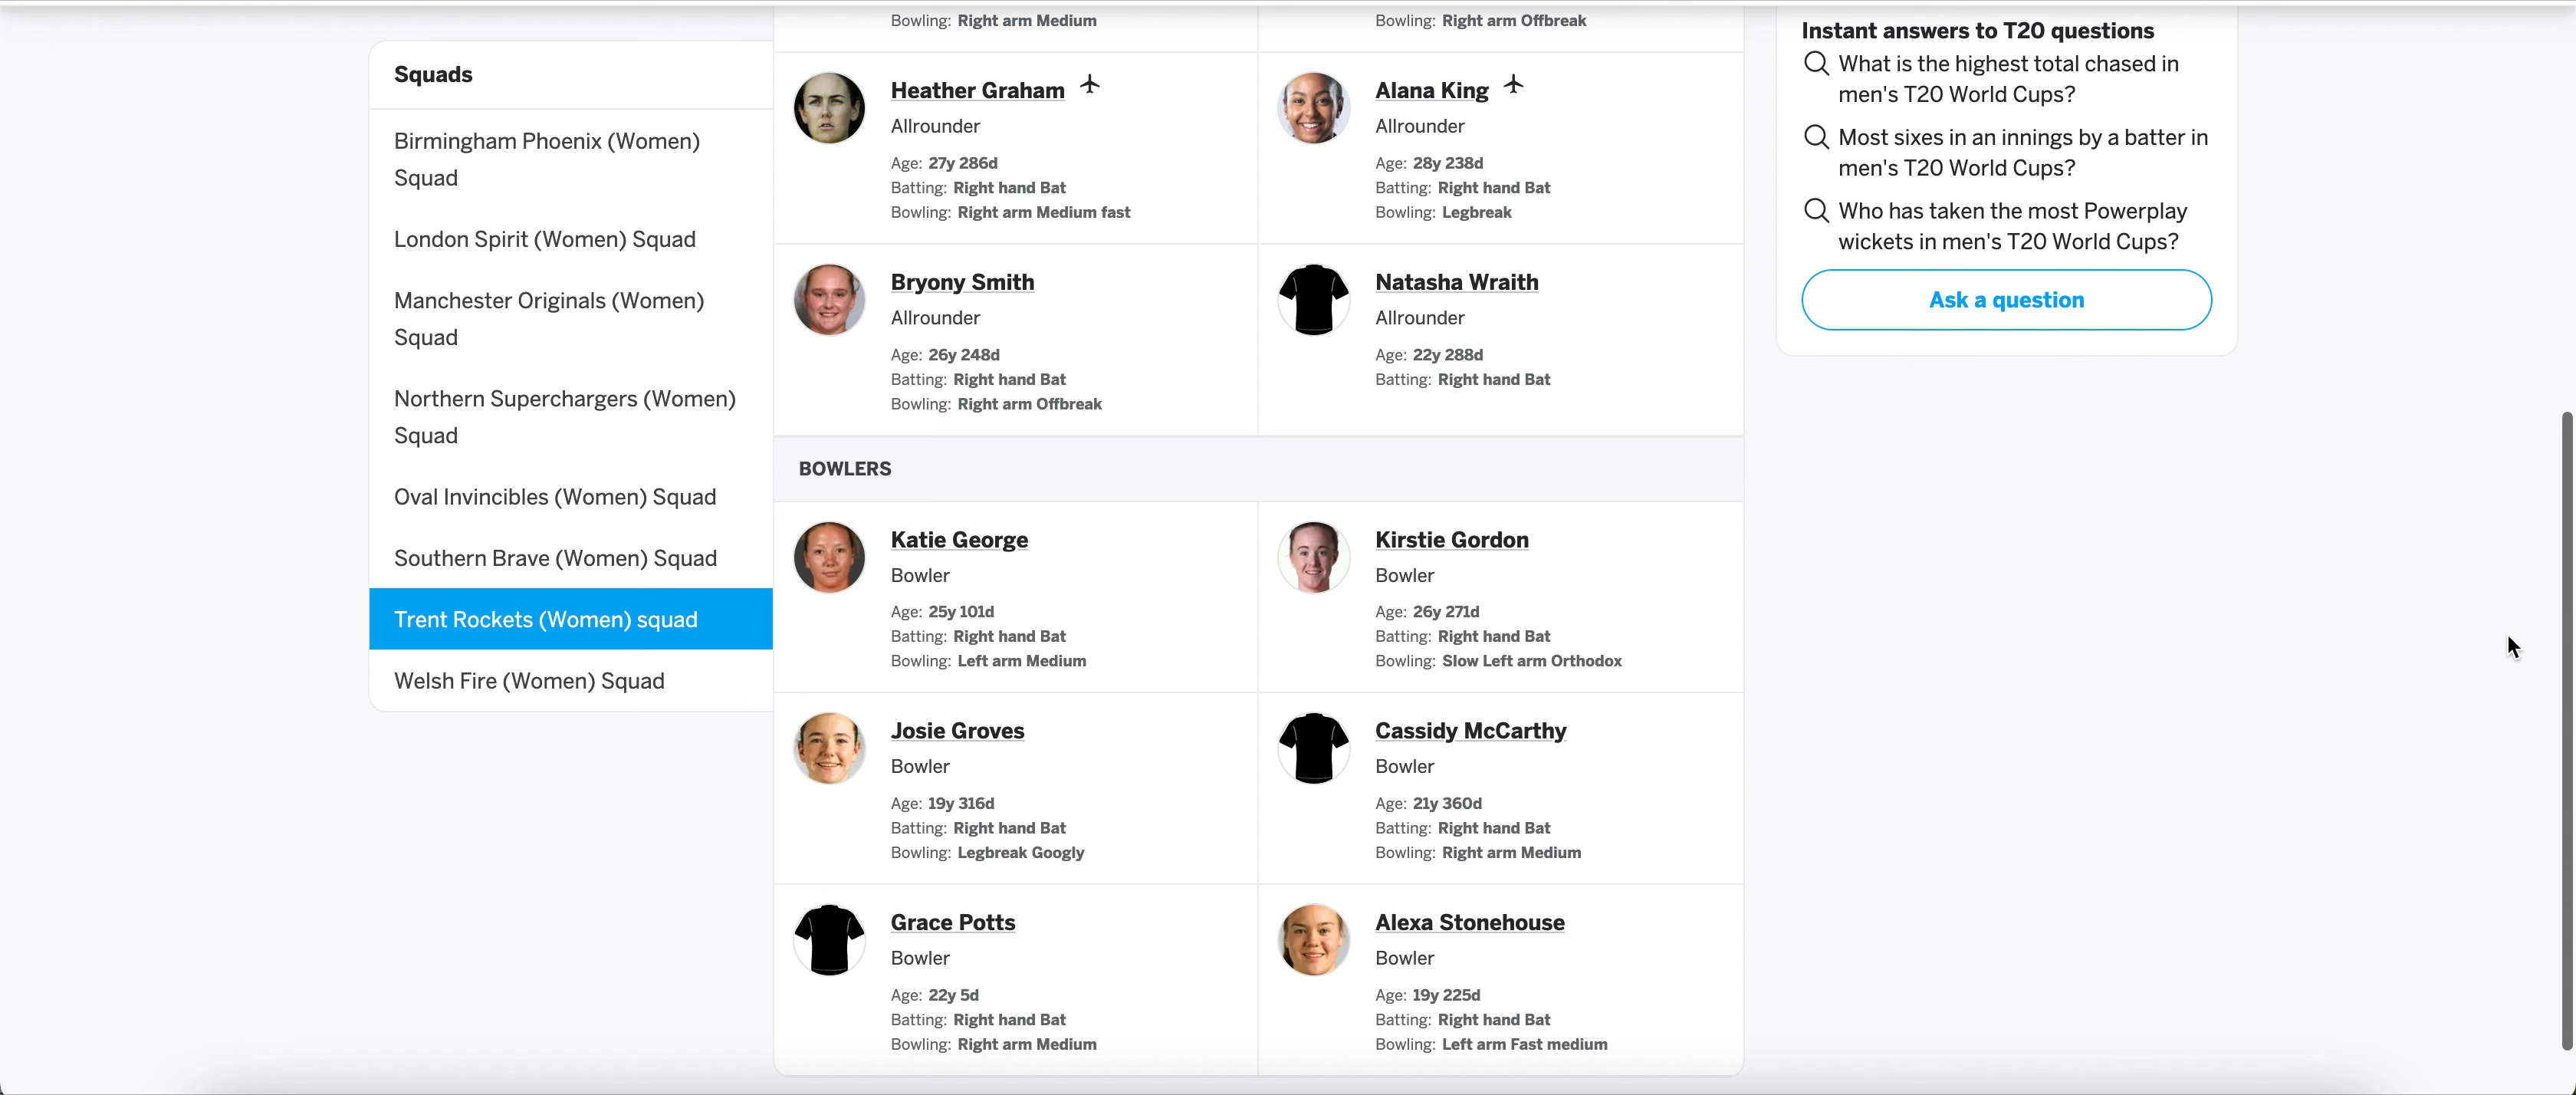 Squads
Birmingham Phoenix (Women)
Squad
London Spirit (Women) Squad
Manchester Originals (Women)
Squad
Northern Superchargers (Women)
Squad
Oval Invincibles (Women) Squad
Southern Brave (Women) Squad
Trent Rockets (Women) squad
Welsh Fire (Women) Squad
Bowling: Right arm Medium
Bowling: Right arm Offbreak
Heather Graham
Allrounder
Age: 27y 286d
Batting: Right hand Bat
Bowling: Right arm Medium fast
Alana King
Allrounder
Age: 28y 238d
Batting: Right hand Bat
Bowling: Legbreak
Bryony Smith
Allrounder
Age: 26y 248d
Batting: Right hand Bat
Bowling: Right arm Offbreak
Natasha Wraith
Allrounder
Age: 22y 288d
Batting: Right hand Bat
BOWLERS
Katie George
Bowler
Age: 25y 101d
Batting: Right hand Bat
Bowling: Left arm Medium
Kirstie Gordon
Bowler
Age: 26y 271d
Batting: Right hand Bat
Bowling: Slow Left arm Orthodox
Josie Groves
Bowler
Age: 19y 316d
Batting: Right hand Bat
Bowling: Legbreak Googly
Cassidy McCarthy
Bowler
Age: 21y 360d
Batting: Right hand Bat
Bowling: Right arm Medium
Grace Potts
Bowler
Age: 22y 5d
Batting: Right hand Bat
Bowling: Right arm Medium
Alexa Stonehouse
Bowler
Age: 19y 225d
Batting: Right hand Bat
Bowling: Left arm Fast medium
Instant answers to T20 questions
What is the highest total chased in
men's T20 World Cups?
Most sixes in an innings by a batter in
men's T20 World Cups?
Who has taken the most Powerplay
wickets in men's T20 World Cups?
Ask a question